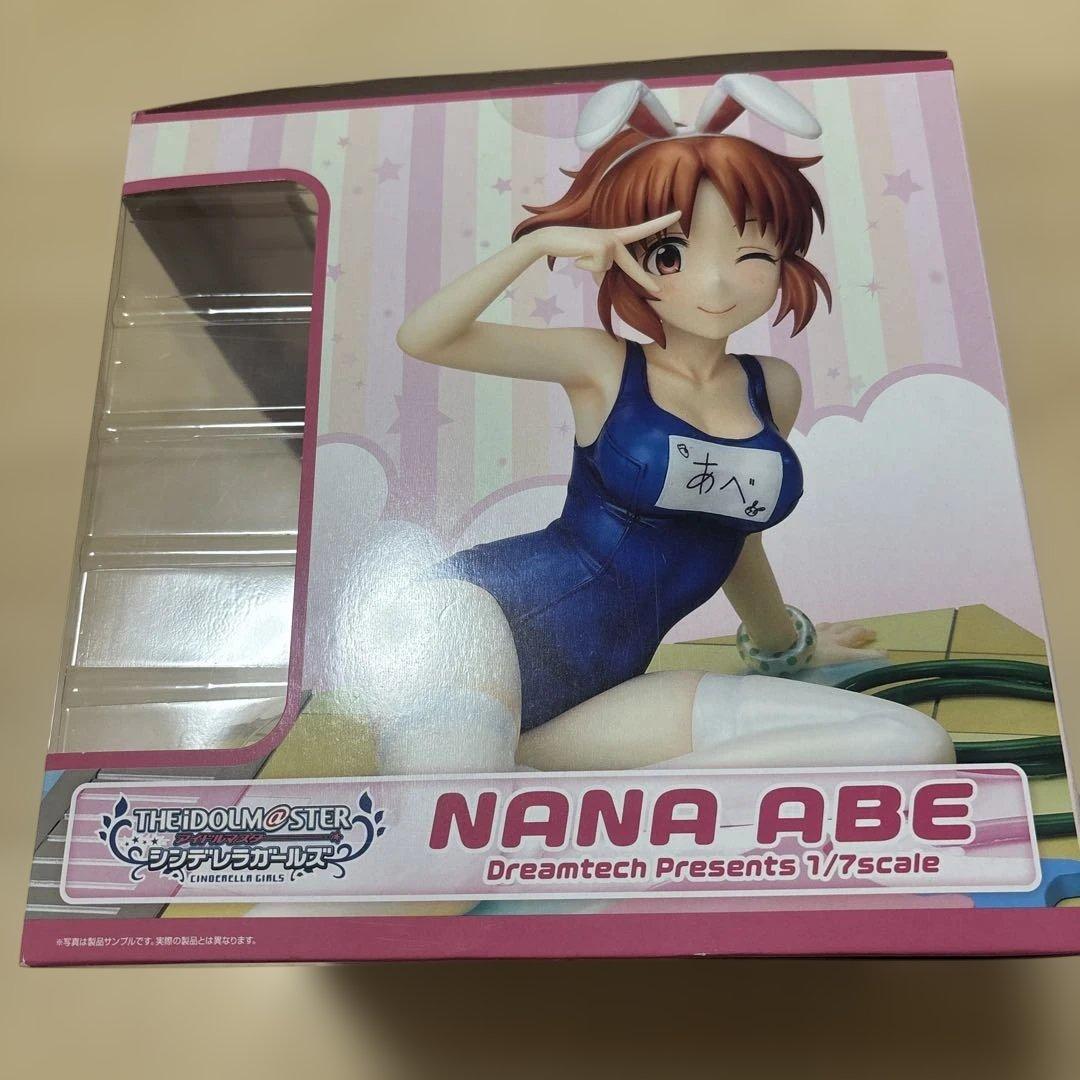 あべ
THE iDOLM@STER
アイドルマスター
シンデレラガールズ
CINDERELLA GIRLS
NANA ABE
Dreamtech Presents 1/7scale
※写真は製品サンプルです。実際の製品とは異なります。